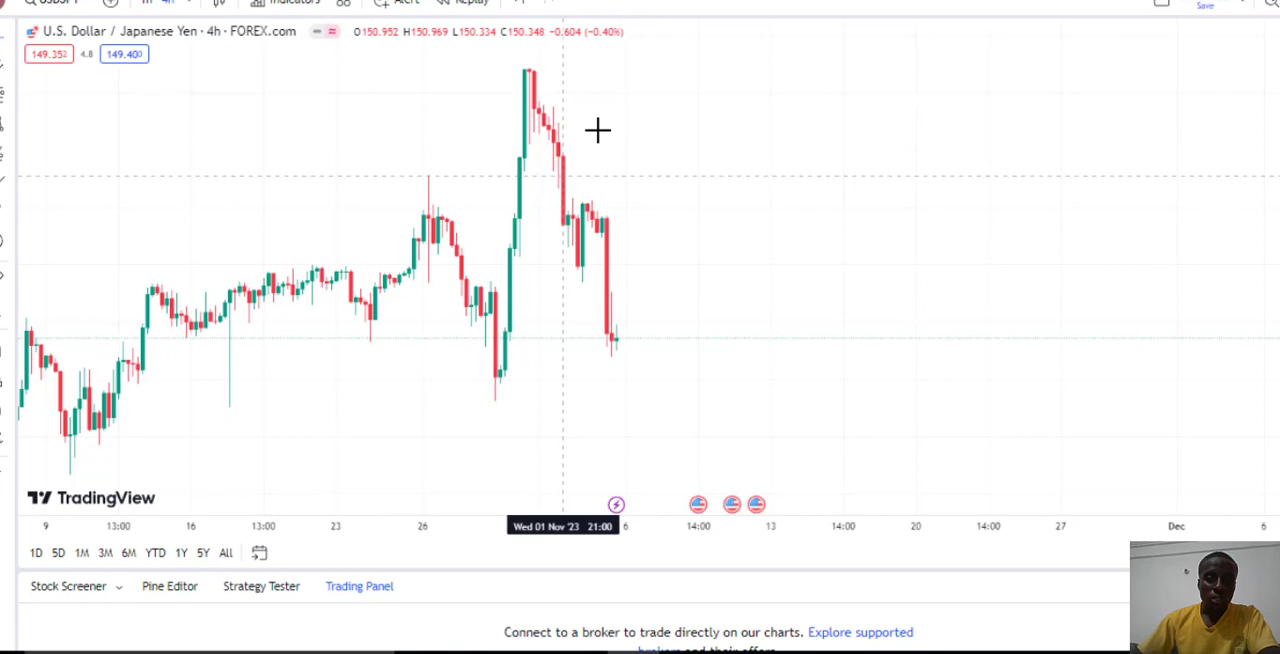 Indicators Alert Replay
Save
U.S. Dollar / Japanese Yen · 4h · FOREX.com O150.952 H150.969 L150.334 C150.348 −0.604 (−0.40%)
149.352 4.8 149.400
TradingView
9 13:00 16 13:00 23 26 Wed 01 Nov '23 21:00 6 14:00 13 14:00 20 14:00 27 Dec 6
1D 5D 1M 3M 6M YTD 1Y 5Y All
Stock Screener Pine Editor Strategy Tester Trading Panel
Connect to a broker to trade directly on our charts. Explore supported
brokers and their offers